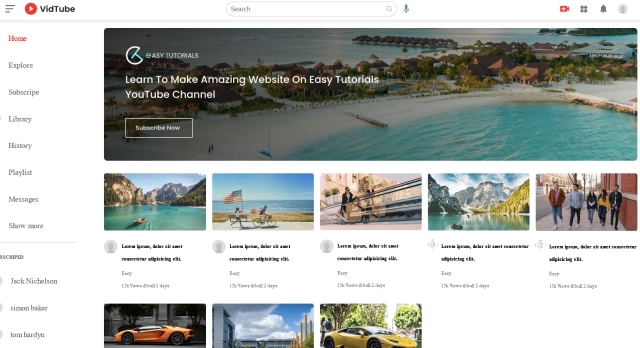 VidTube
Search
Home
Explore
Subscripe
Library
History
Playlist
Messages
Show more
Jack Nichelson
simon baker
tom hardyn
eASY TUTORIALS
Learn To Make Amazing Website On Easy Tutorials
YouTube Channel
Subscribe Now
Lorem ipsum, dolor sit amet
consectetur adipisicing elit.
Easy
15k Views &bull 2 days
Lorem ipsum, dolor sit amet
consectetur adipisicing elit.
Easy
15k Views &bull 2 days
Lorem ipsum, dolor sit amet
consectetur adipisicing elit.
Easy
15k Views &bull 2 days
Lorem ipsum, dolor sit amet consectetur
adipisicing elit.
Easy
15k Views &bull 2 days
Lorem ipsum, dolor sit amet consectetur
adipisicing elit.
Easy
15k Views &bull 2 days